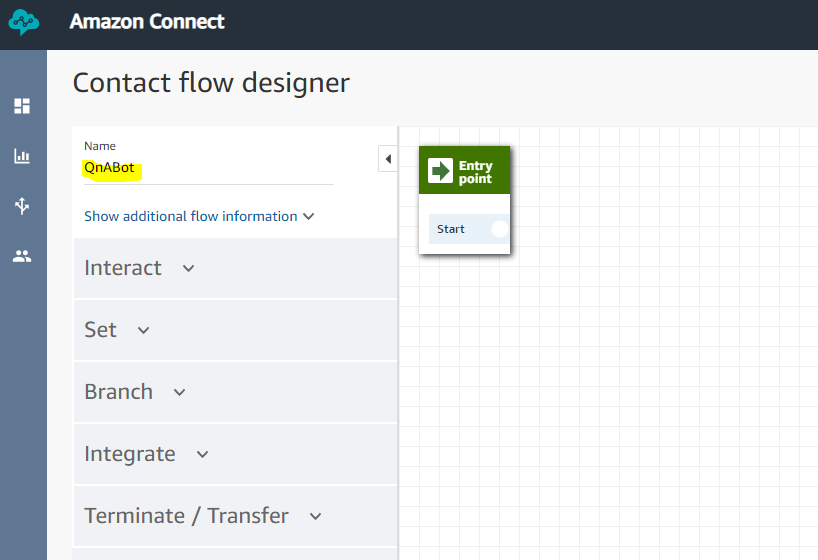 Amazon Connect
Contact flow designer
Name
QnABot
Show additional flow information
Interact
Set
Branch
Integrate
Terminate / Transfer
Entry
point
Start